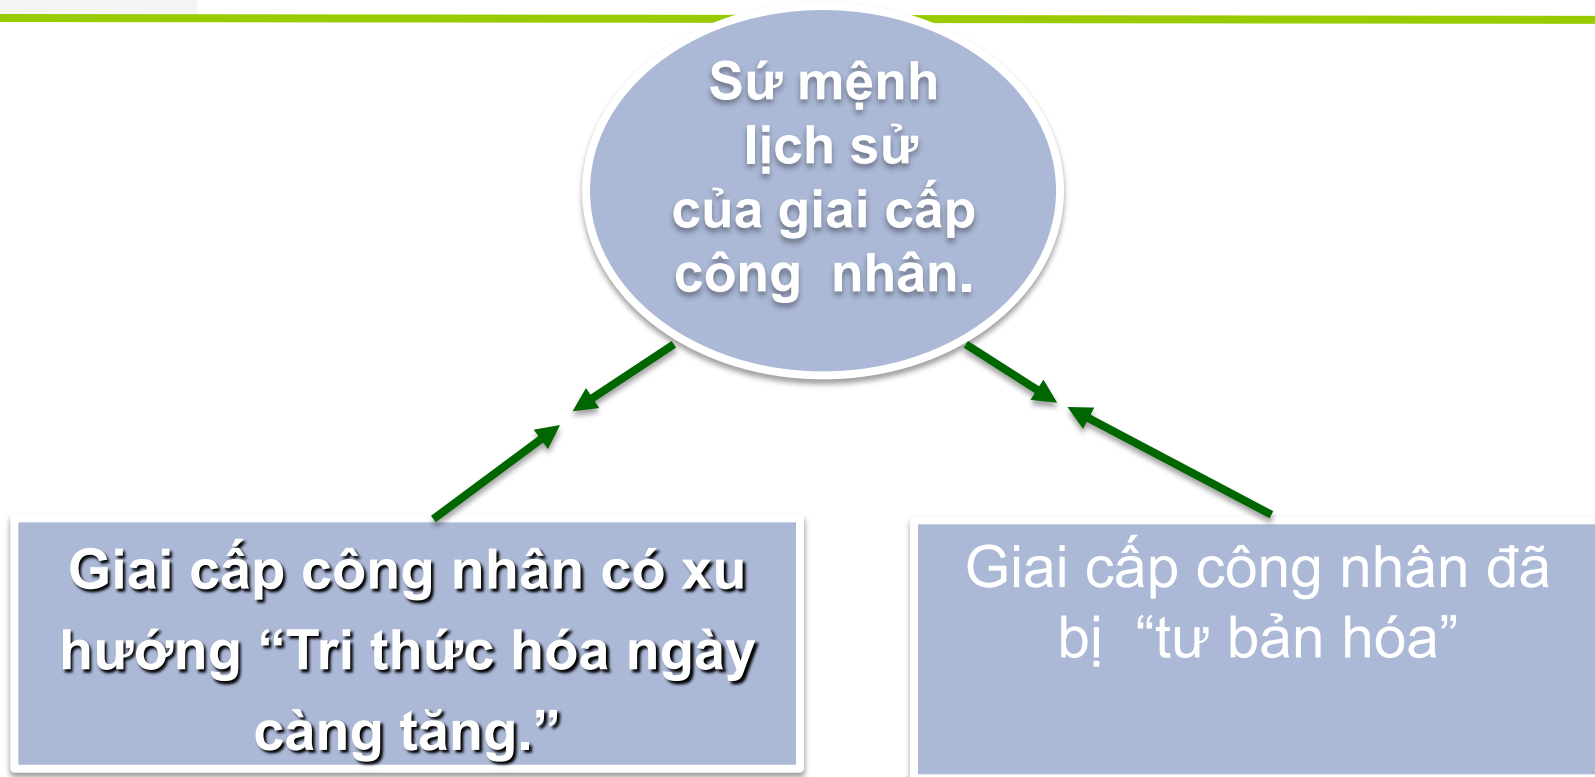 Sứ mệnh
lịch sử
của giai cấp
công nhân.
Giai cấp công nhân có xu
hướng “Tri thức hóa ngày
càng tăng.”
Giai cấp công nhân đã
bị “tư bản hóa”